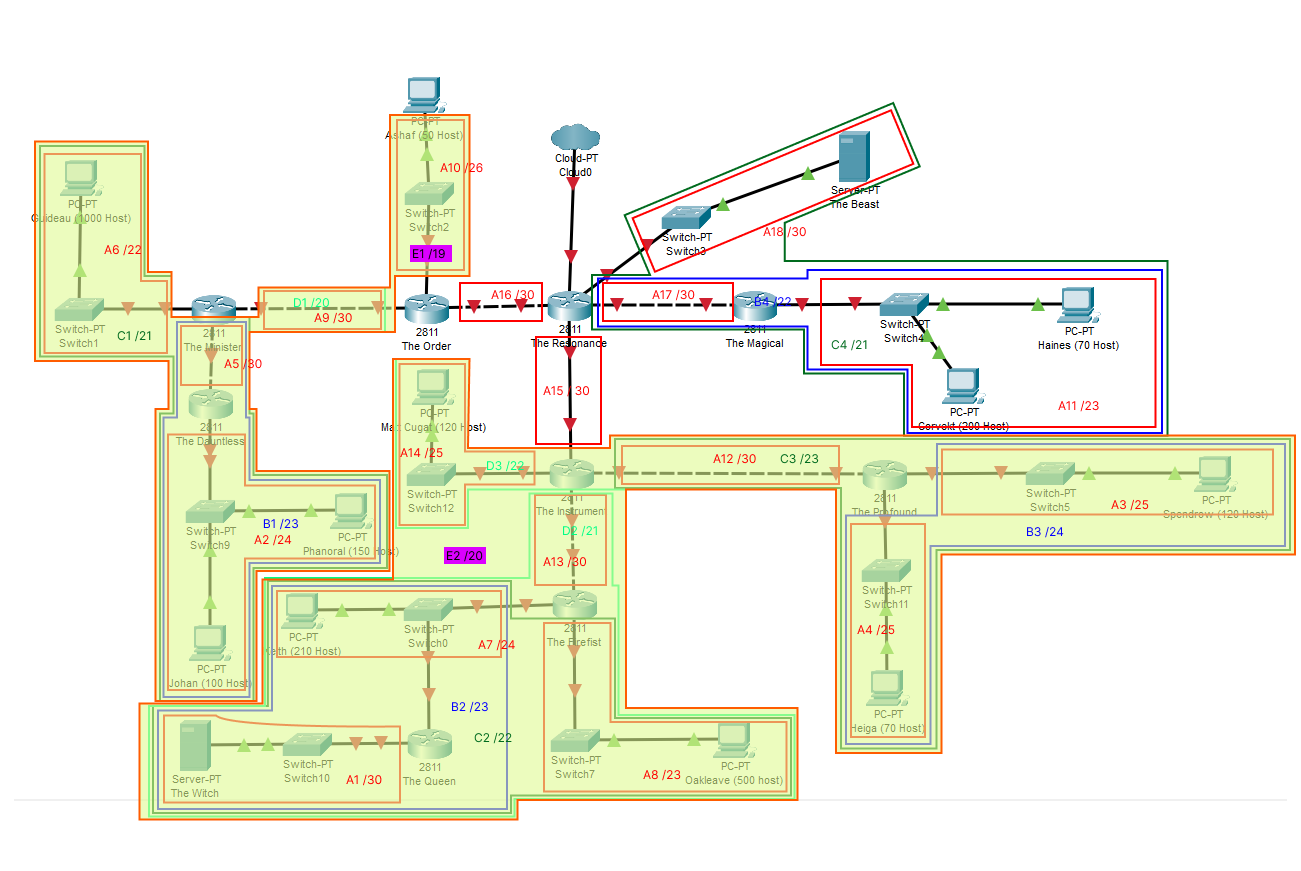 PC-PT
Ashaf (50 Host)
A10 /26
Switch-PT
Switch2
E1 /19
Cloud-PT
Cloud0
Server-PT
The Beast
Switch-PT
Switch3
A18 /30
PC-PT
Guideau (1000 Host)
A6 /22
Switch-PT
Switch1
C1 /21
D1 /20
A9 /30
2811
The Minister
A16 /30
2811
The Order
2811
The Resonance
A17 /30
B4 /22
2811
The Magical
Switch-PT
Switch4
C4 /21
PC-PT
Haines (70 Host)
PC-PT
Corvekt (200 Host)
A11 /23
A5 /30
2811
The Dauntless
A15 / 30
PC-PT
Mac Cugat (120 Host)
A14 /25
Switch-PT
Switch12
D3 /22
2811
The Instrument
A12 /30
C3 /23
2811
The Profound
Switch-PT
Switch5
A3 /25
PC-PT
Spendrow (120 Host)
B3 /24
Switch-PT
Switch9
B1 /23
A2 /24
PC-PT
Phanoral (150 Host)
E2 /20
D2 /21
A13 /30
Switch-PT
Switch11
A4 /25
PC-PT
Heiga (70 Host)
PC-PT
Johan (100 Host)
PC-PT
Keith (210 Host)
Switch-PT
Switch0
A7 /24
2811
The Firefist
B2 /23
C2 /22
Server-PT
The Witch
Switch-PT
Switch10
A1 /30
2811
The Queen
Switch-PT
Switch7
A8 /23
PC-PT
Oakleave (500 host)